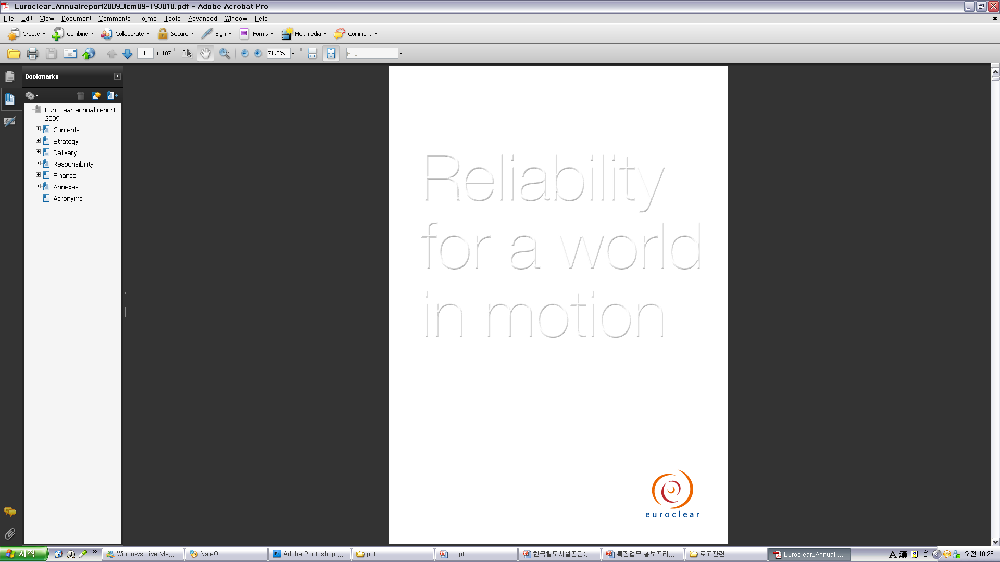 Euroclear_Annualreport2009_tcm89-193810.pdf - Adobe Acrobat Pro
File Edit View Document Comments Forms Tools Advanced Window Help
Create Combine Collaborate Secure Sign Forms Multimedia Comment
1 / 107 71.5% Find
Bookmarks
Euroclear annual report
2009
Contents
Strategy
Delivery
Responsibility
Finance
Annexes
Acronyms
Reliability
for a world
in motion
euroclear
시작 Windows Live Me... NateOn Adobe Photoshop ... ppt 1.pptx 한국철도시설공단(... 특장업무 홍보프리... 로고관련 Euroclear_Annualr... A 漢 오전 10:28